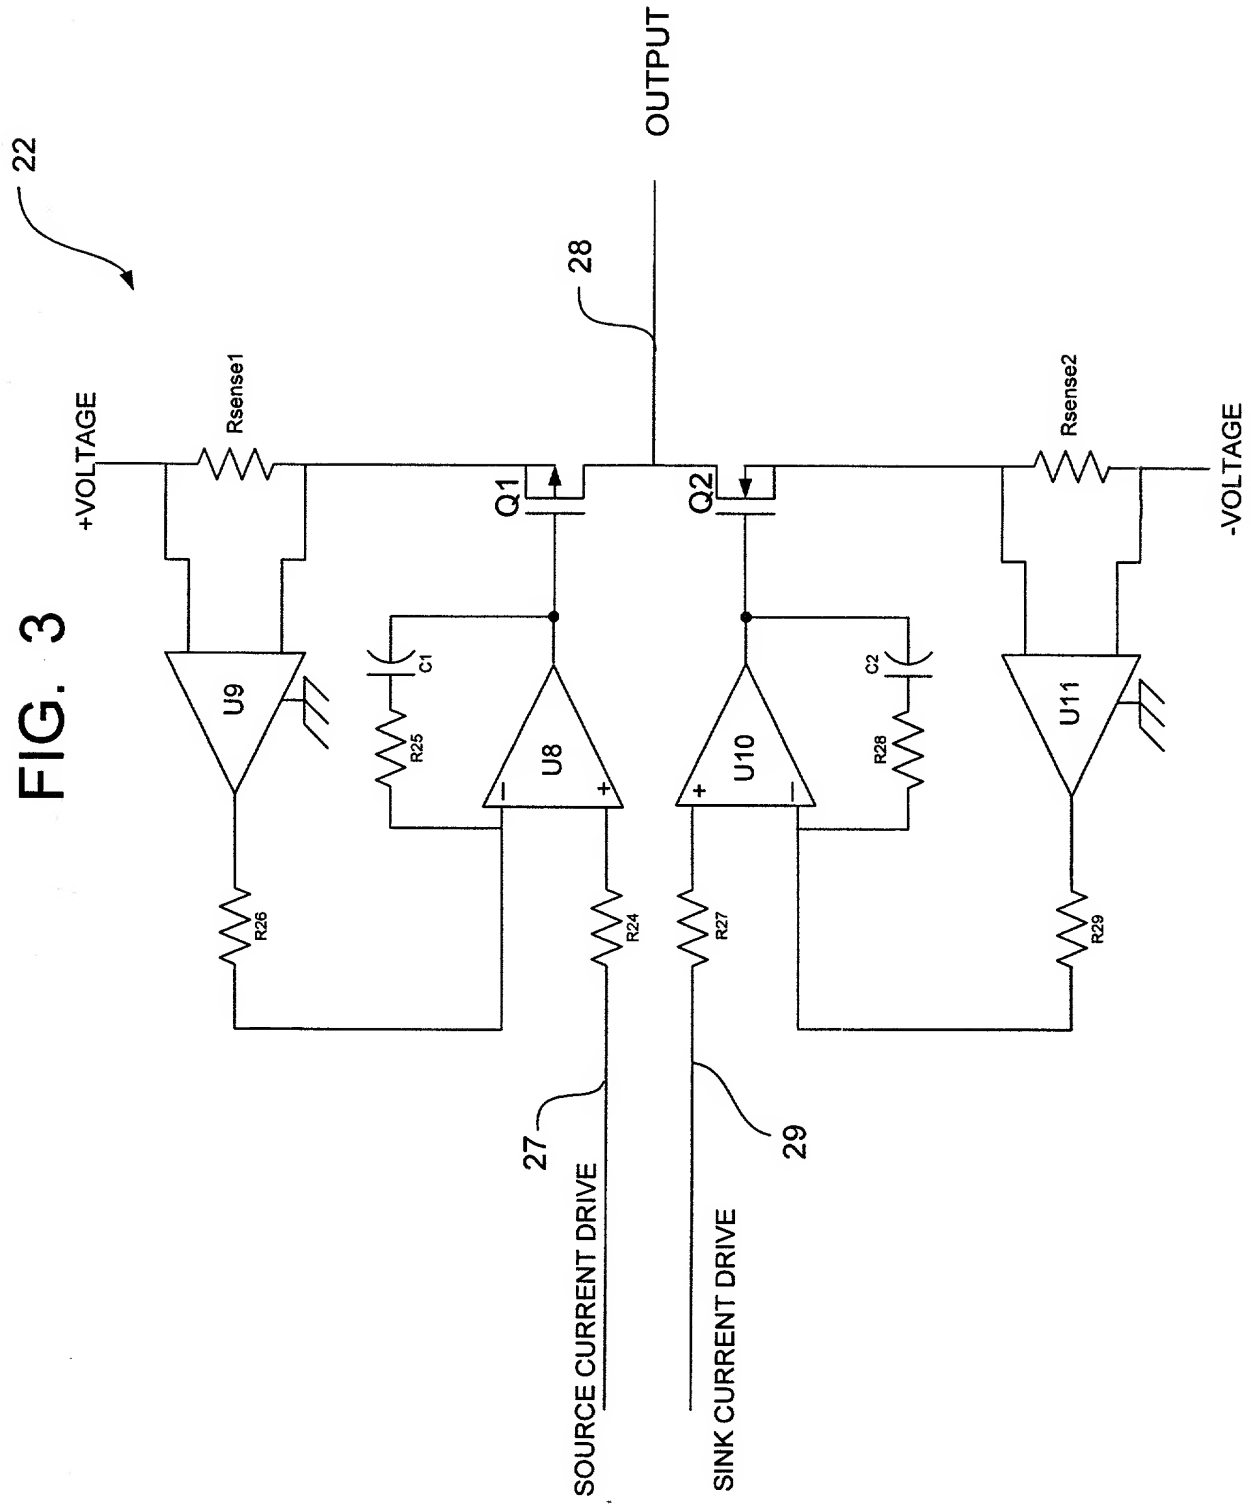 FIG. 3
22
+VOLTAGE
Rsense1
U9
R26
C1
R25
Q1
U8
-
+
R24
27
SOURCE CURRENT DRIVE
28
OUTPUT
Q2
U10
+
-
R27
29
SINK CURRENT DRIVE
C2
R28
Rsense2
U11
R29
-VOLTAGE